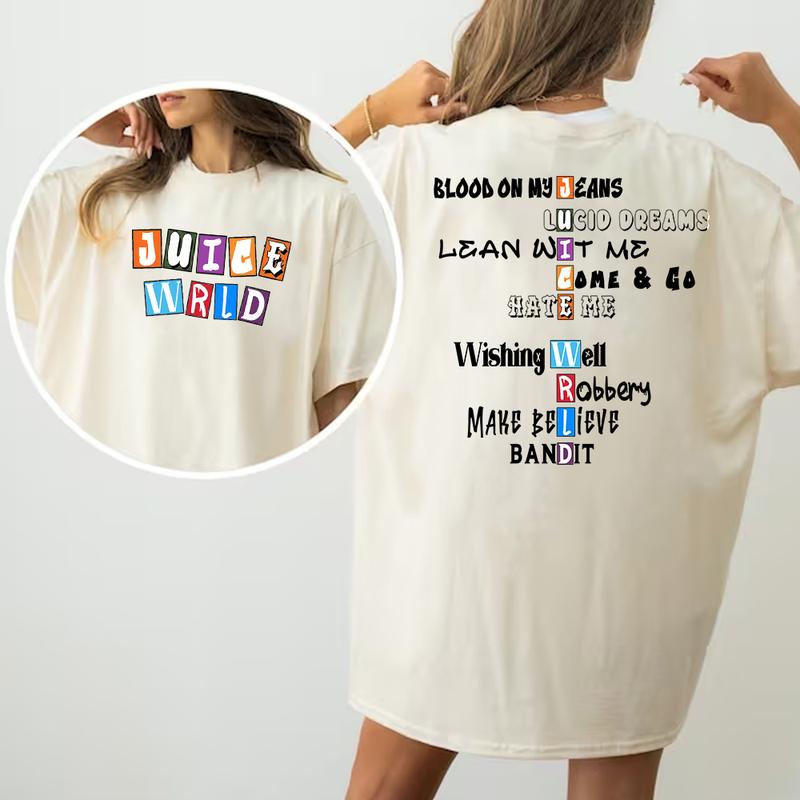 JUICE
WRLD
BLOOD ON MY JEANS
LUCID DREAMS
LEAN WIT ME
COME & GO
HATE ME
Wishing Well
Robbery
MAKE BELIEVE
BANDIT